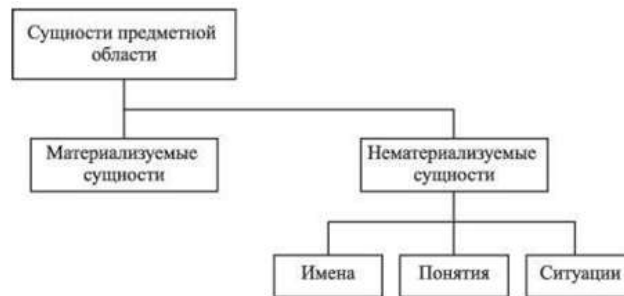 Сущности предметной
области
Материализуемые
сущности
Нематериализуемые
сущности
Имена
Понятия
Ситуации